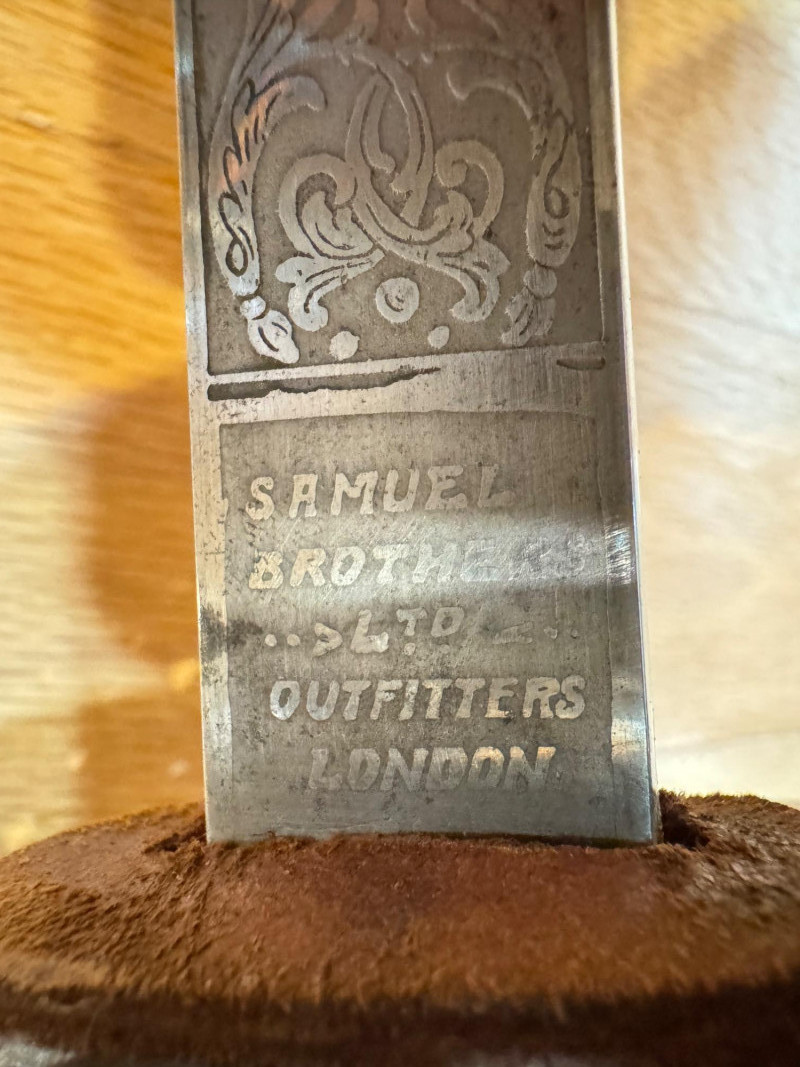 SAMUEL
BROTHERS
··>LTD<··
OUTFITTERS
LONDON